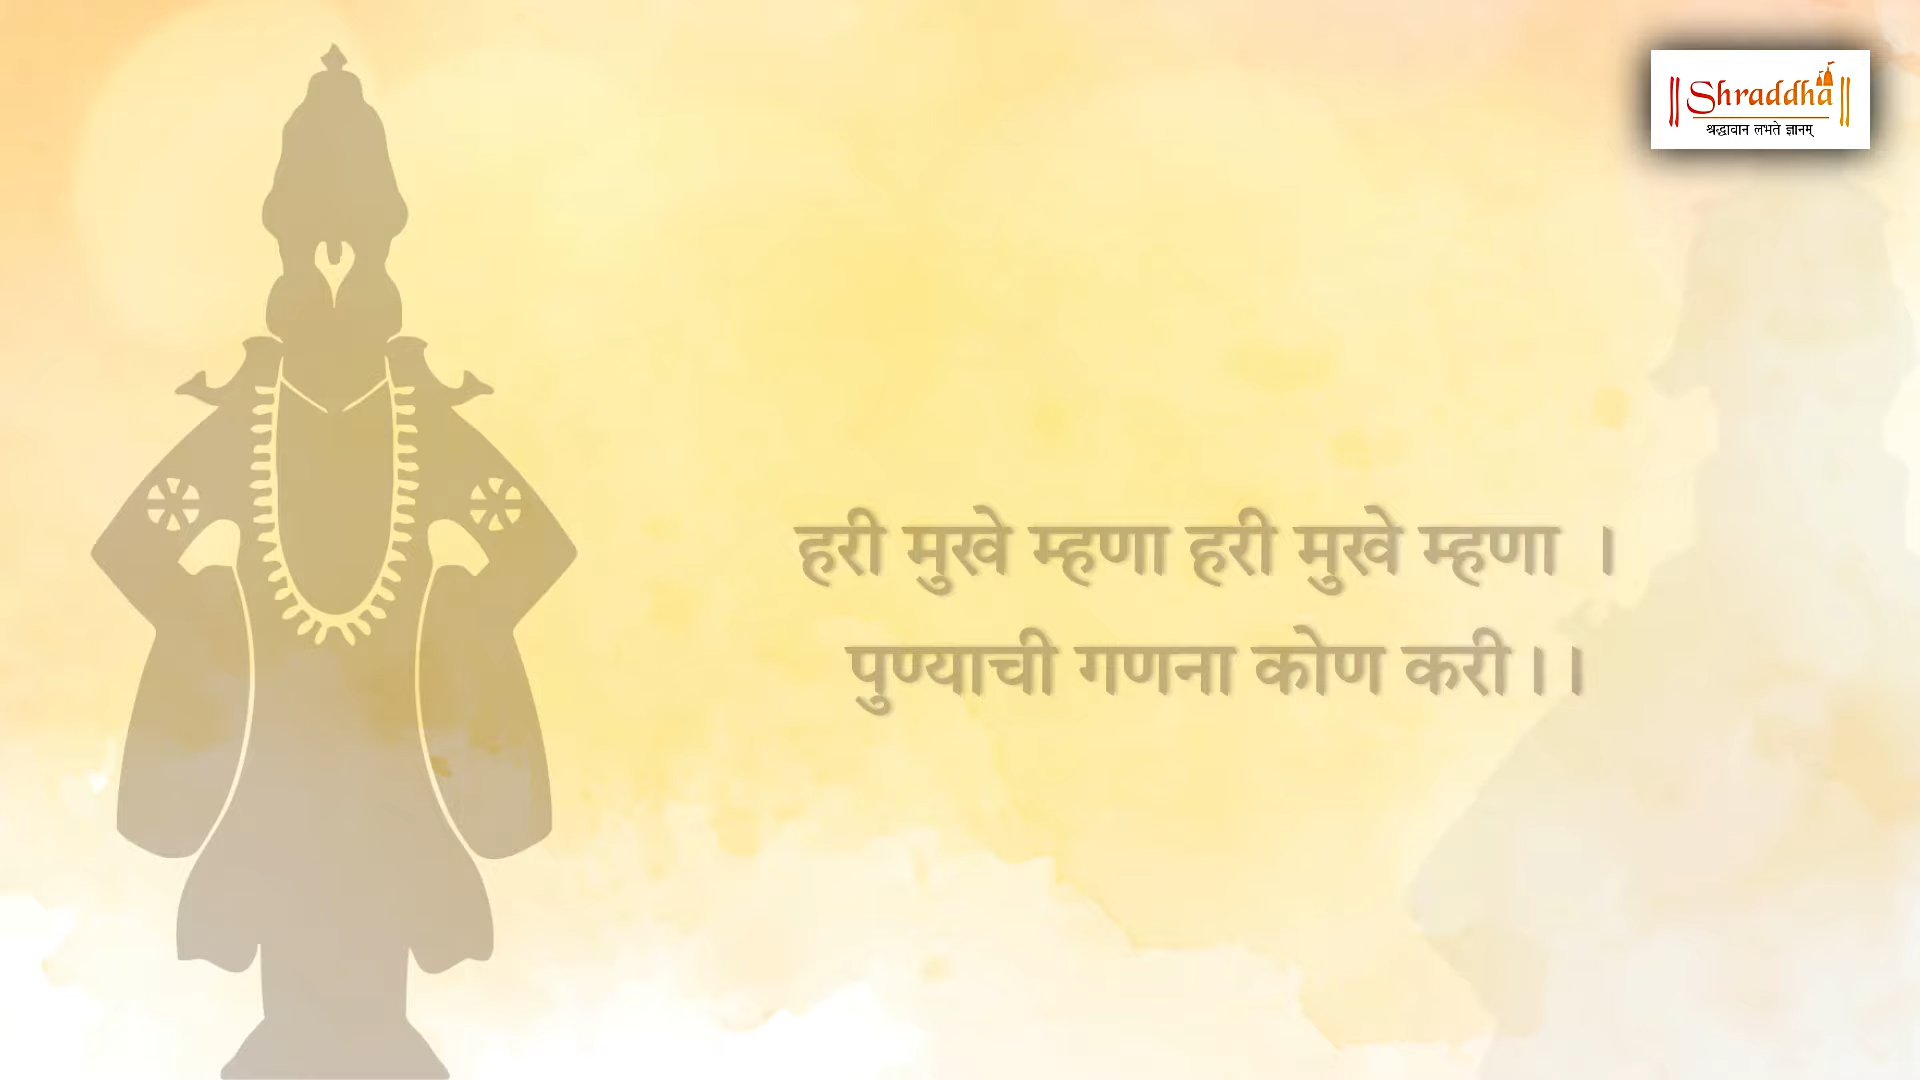 || Shraddha ||
श्रद्धावान लभते ज्ञानम्
हरी मुखे म्हणा हरी मुखे म्हणा ।
पुण्याची गणना कोण करी।।